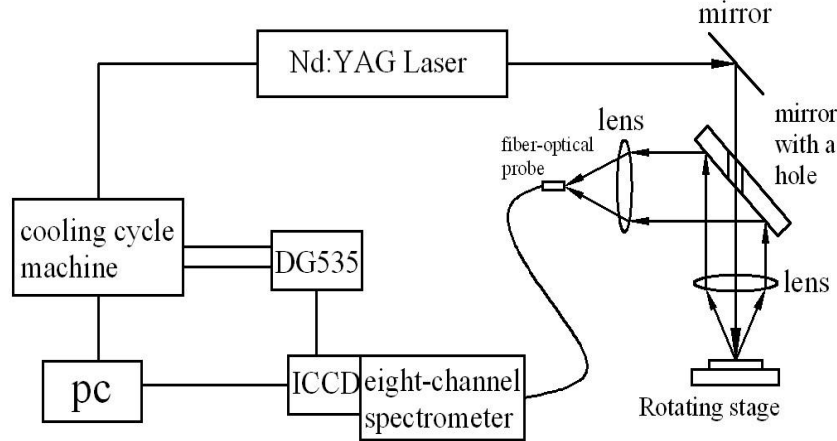 mirror
Nd:YAG Laser
mirror
with a
hole
lens
fiber-optical
probe
cooling cycle
machine
DG535
lens
pc
ICCD
eight-channel
spectrometer
Rotating stage